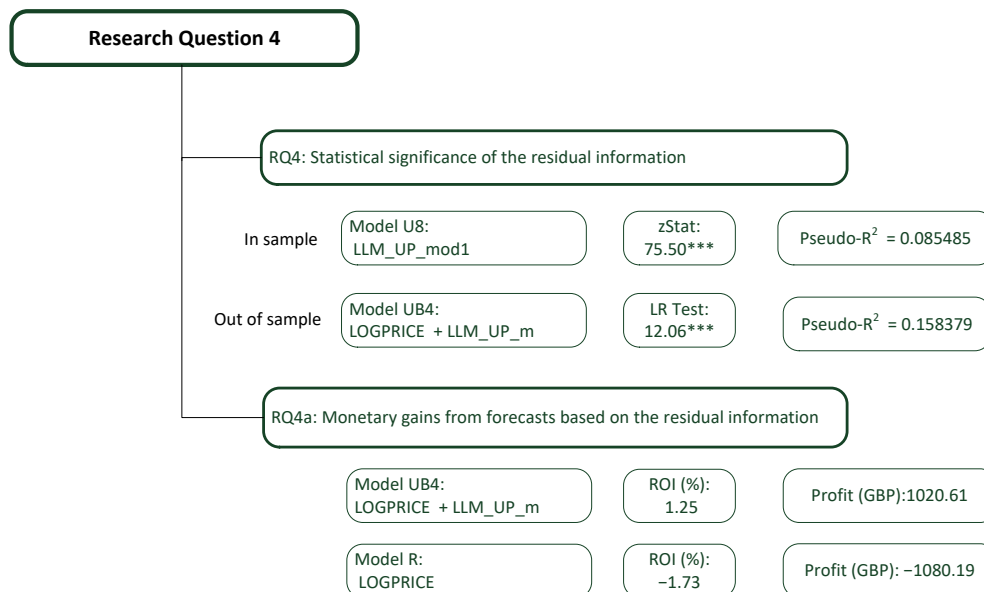 Research Question 4
RQ4: Statistical significance of the residual information
In sample
Model U8:
LLM_UP_mod1
zStat:
75.50***
Pseudo-R² = 0.085485
Out of sample
Model UB4:
LOGPRICE + LLM_UP_m
LR Test:
12.06***
Pseudo-R² = 0.158379
RQ4a: Monetary gains from forecasts based on the residual information
Model UB4:
LOGPRICE + LLM_UP_m
ROI (%):
1.25
Profit (GBP):1020.61
Model R:
LOGPRICE
ROI (%):
−1.73
Profit (GBP): −1080.19